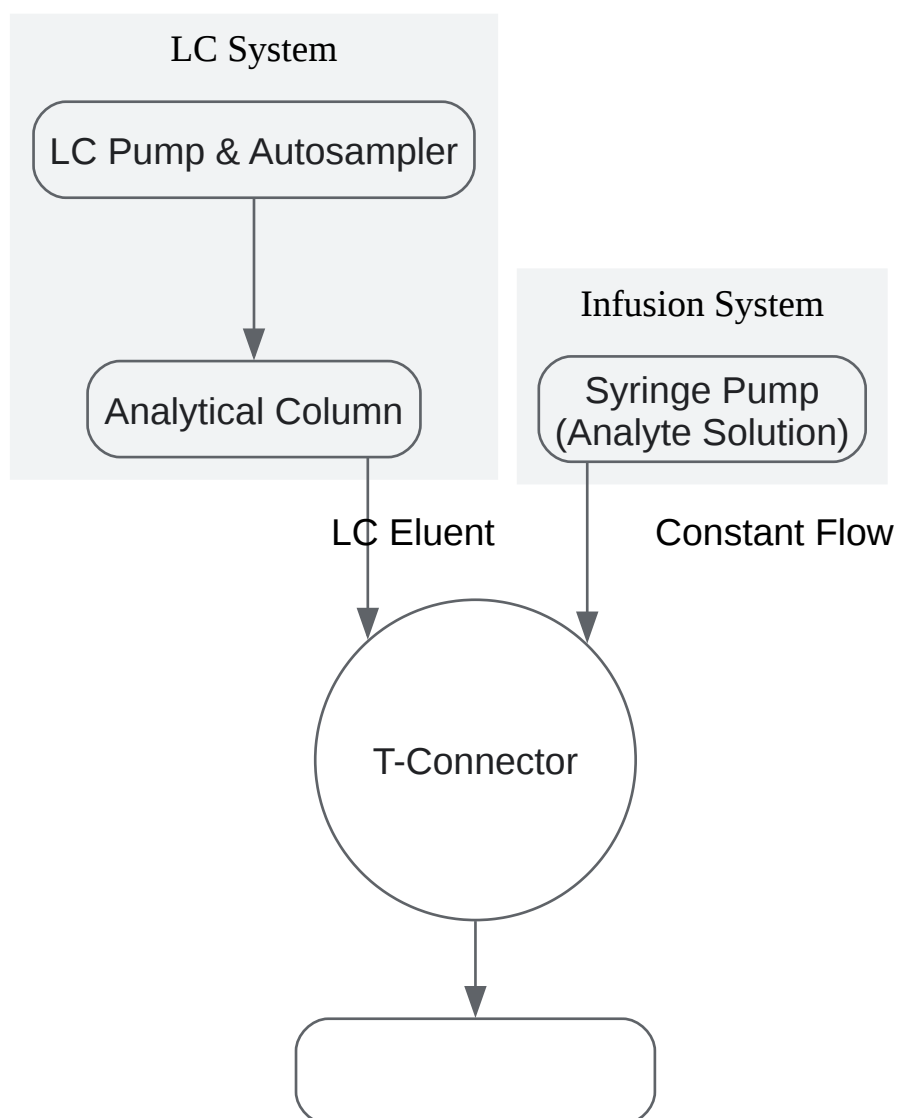 LC System
LC Pump & Autosampler
Infusion System
Syringe Pump
(Analyte Solution)
Analytical Column
LC Eluent
Constant Flow
T-Connector